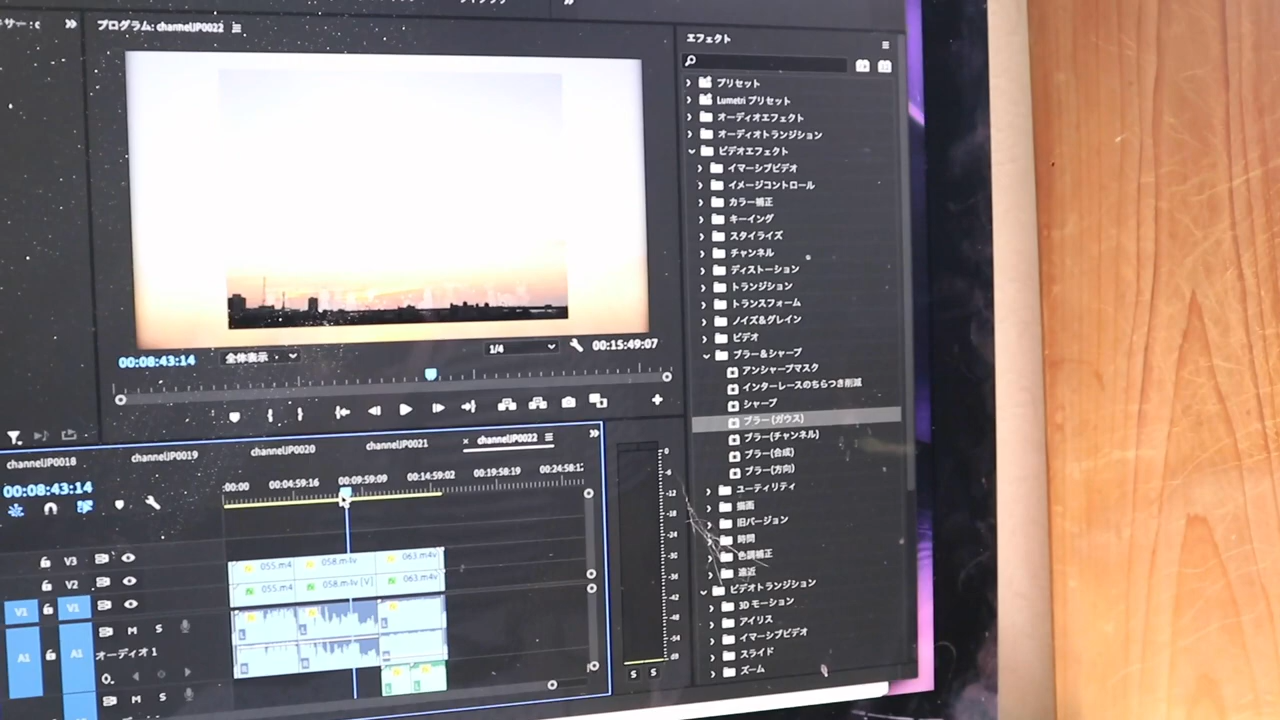 プログラム: channelJP0022
エフェクト
プリセット
Lumetri プリセット
オーディオエフェクト
オーディオトランジション
ビデオエフェクト
イマーシブビデオ
イメージコントロール
カラー補正
キーイング
スタイライズ
チャンネル
ディストーション
トランジション
トランスフォーム
ノイズ&グレイン
ビデオ
ブラー&シャープ
アンシャープマスク
インターレースのちらつき削減
シャープ
ブラー (ガウス)
ブラー(チャンネル)
ブラー(合成)
ブラー(方向)
ユーティリティ
描画
旧バージョン
時間
色調補正
遠近
ビデオトランジション
3D モーション
アイリス
イマーシブビデオ
スライド
ズーム
00:08:43:14
全体表示
1/4
00:15:49:07
channelJP0018
channelJP0019
channelJP0020
channelJP0021
× channelJP0022
00:08:43:14
:00:00
00:04:59:16
00:09:59:09
00:14:59:02
00:19:58:19
00:24:58:12
V3
055.m4
058.m4v
063.m4v
V2
055.m4
058.m4v [V]
063.m4v
V1
V1
A1
A1
M
S
オーディオ 1
M
S
0
-6
-12
-18
-24
-30
-36
-42
-48
-54
dB
S
S